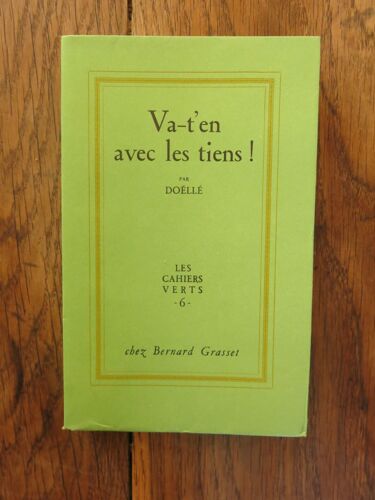 Va-t'en
avec les tiens !
PAR
DOËLLÉ
LES
CAHIERS
VERTS
-6-
chez Bernard Grasset